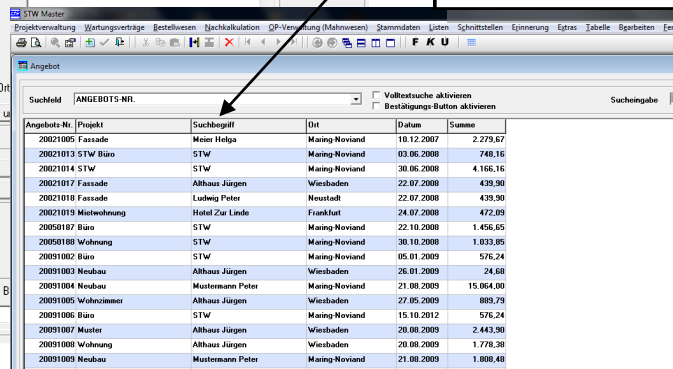 STW Master
Projektverwaltung Wartungsverträge Bestellwesen Nachkalkulation OP-Verwaltung (Mahnwesen) Stammdaten Listen Schnittstellen Erinnerung Extras Tabelle Bearbeiten
F K U
Angebot
Suchfeld ANGEBOTS-NR. Volltextsuche aktivieren
Bestätigungs-Button aktivieren Sucheingabe
Angebots-Nr. Projekt Suchbegriff Ort Datum Summe
20021005 Fassade Meier Helga Maring-Noviand 10.12.2007 2.279,67
20021013 STW Büro STW Maring-Noviand 03.06.2008 748,16
20021014 STW STW Maring-Noviand 30.06.2008 4.166,16
20021017 Fassade Althaus Jürgen Wiesbaden 22.07.2008 439,90
20021018 Fassade Ludwig Peter Neustadt 22.07.2008 439,90
20021019 Mietwohnung Hotel Zur Linde Frankfurt 24.07.2008 472,09
20050187 Büro STW Maring-Noviand 22.10.2008 1.456,65
20050188 Wohnung STW Maring-Noviand 30.10.2008 1.033,85
20091002 Büro STW Maring-Noviand 05.01.2009 576,24
20091003 Neubau Althaus Jürgen Wiesbaden 26.01.2009 24,68
20091004 Neubau Mustermann Peter Maring-Noviand 21.08.2009 15.064,00
20091005 Wohnzimmer Althaus Jürgen Wiesbaden 27.05.2009 889,79
20091006 Büro STW Maring-Noviand 15.10.2012 576,24
20091007 Muster Althaus Jürgen Wiesbaden 20.08.2009 2.443,90
20091008 Wohnung Althaus Jürgen Wiesbaden 20.08.2009 1.778,38
20091009 Neubau Mustermann Peter Maring-Noviand 21.08.2009 1.808,48